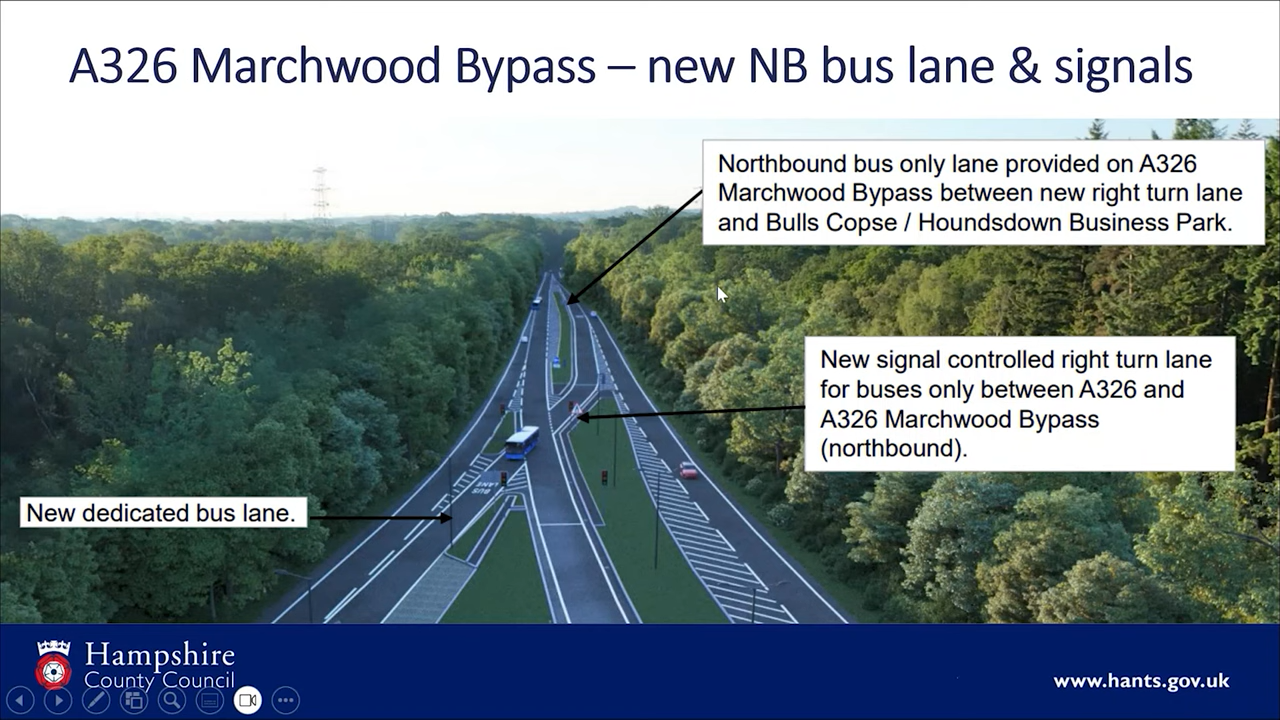 A326 Marchwood Bypass – new NB bus lane & signals
Northbound bus only lane provided on A326
Marchwood Bypass between new right turn lane
and Bulls Copse / Houndsdown Business Park.
New signal controlled right turn lane
for buses only between A326 and
A326 Marchwood Bypass
(northbound).
BUS
LANE
New dedicated bus lane.
Hampshire
County Council
www.hants.gov.uk